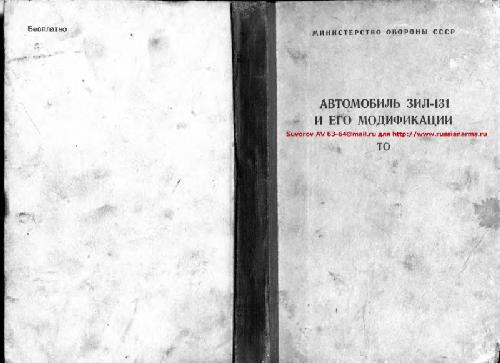 Бесплатно
МИНИСТЕРСТВО ОБОРОНЫ СССР
АВТОМОБИЛЬ ЗИЛ-131
И ЕГО МОДИФИКАЦИИ
Suvorov AV 63-64@mail.ru для http://www.russianarms.ru
ТО